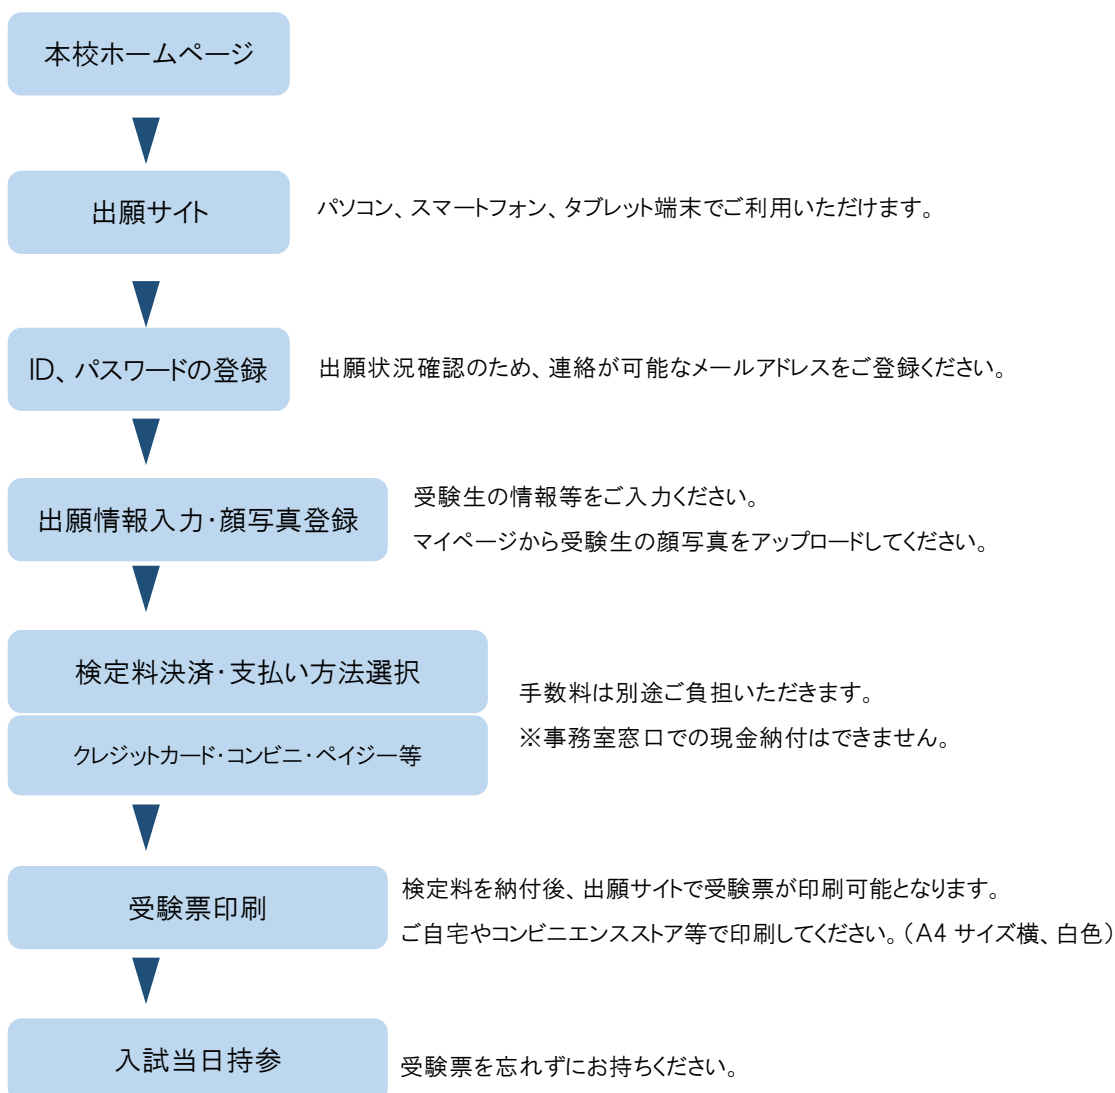 本校ホームページ
出願サイト
パソコン、スマートフォン、タブレット端末でご利用いただけます。
ID、パスワードの登録
出願状況確認のため、連絡が可能なメールアドレスをご登録ください。
出願情報入力・顔写真登録
受験生の情報等をご入力ください。
マイページから受験生の顔写真をアップロードしてください。
検定料決済・支払い方法選択
クレジットカード・コンビニ・ペイジー等
手数料は別途ご負担いただきます。
※事務室窓口での現金納付はできません。
受験票印刷
検定料を納付後、出願サイトで受験票が印刷可能となります。
ご自宅やコンビニエンスストア等で印刷してください。（A4 サイズ横、白色）
入試当日持参
受験票を忘れずにお持ちください。